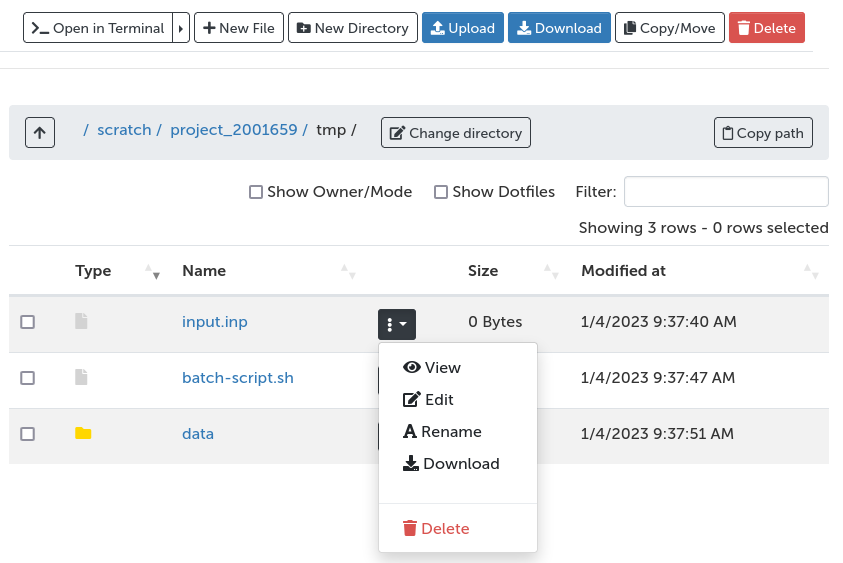 Open in Terminal New File New Directory Upload Download Copy/Move Delete
/ scratch / project_2001659 / tmp / Change directory Copy path
Show Owner/Mode Show Dotfiles Filter:
Showing 3 rows - 0 rows selected
Type Name Size Modified at
input.inp 0 Bytes 1/4/2023 9:37:40 AM
View
batch-script.sh 1/4/2023 9:37:47 AM
Edit
data 1/4/2023 9:37:51 AM
Rename
Download
Delete